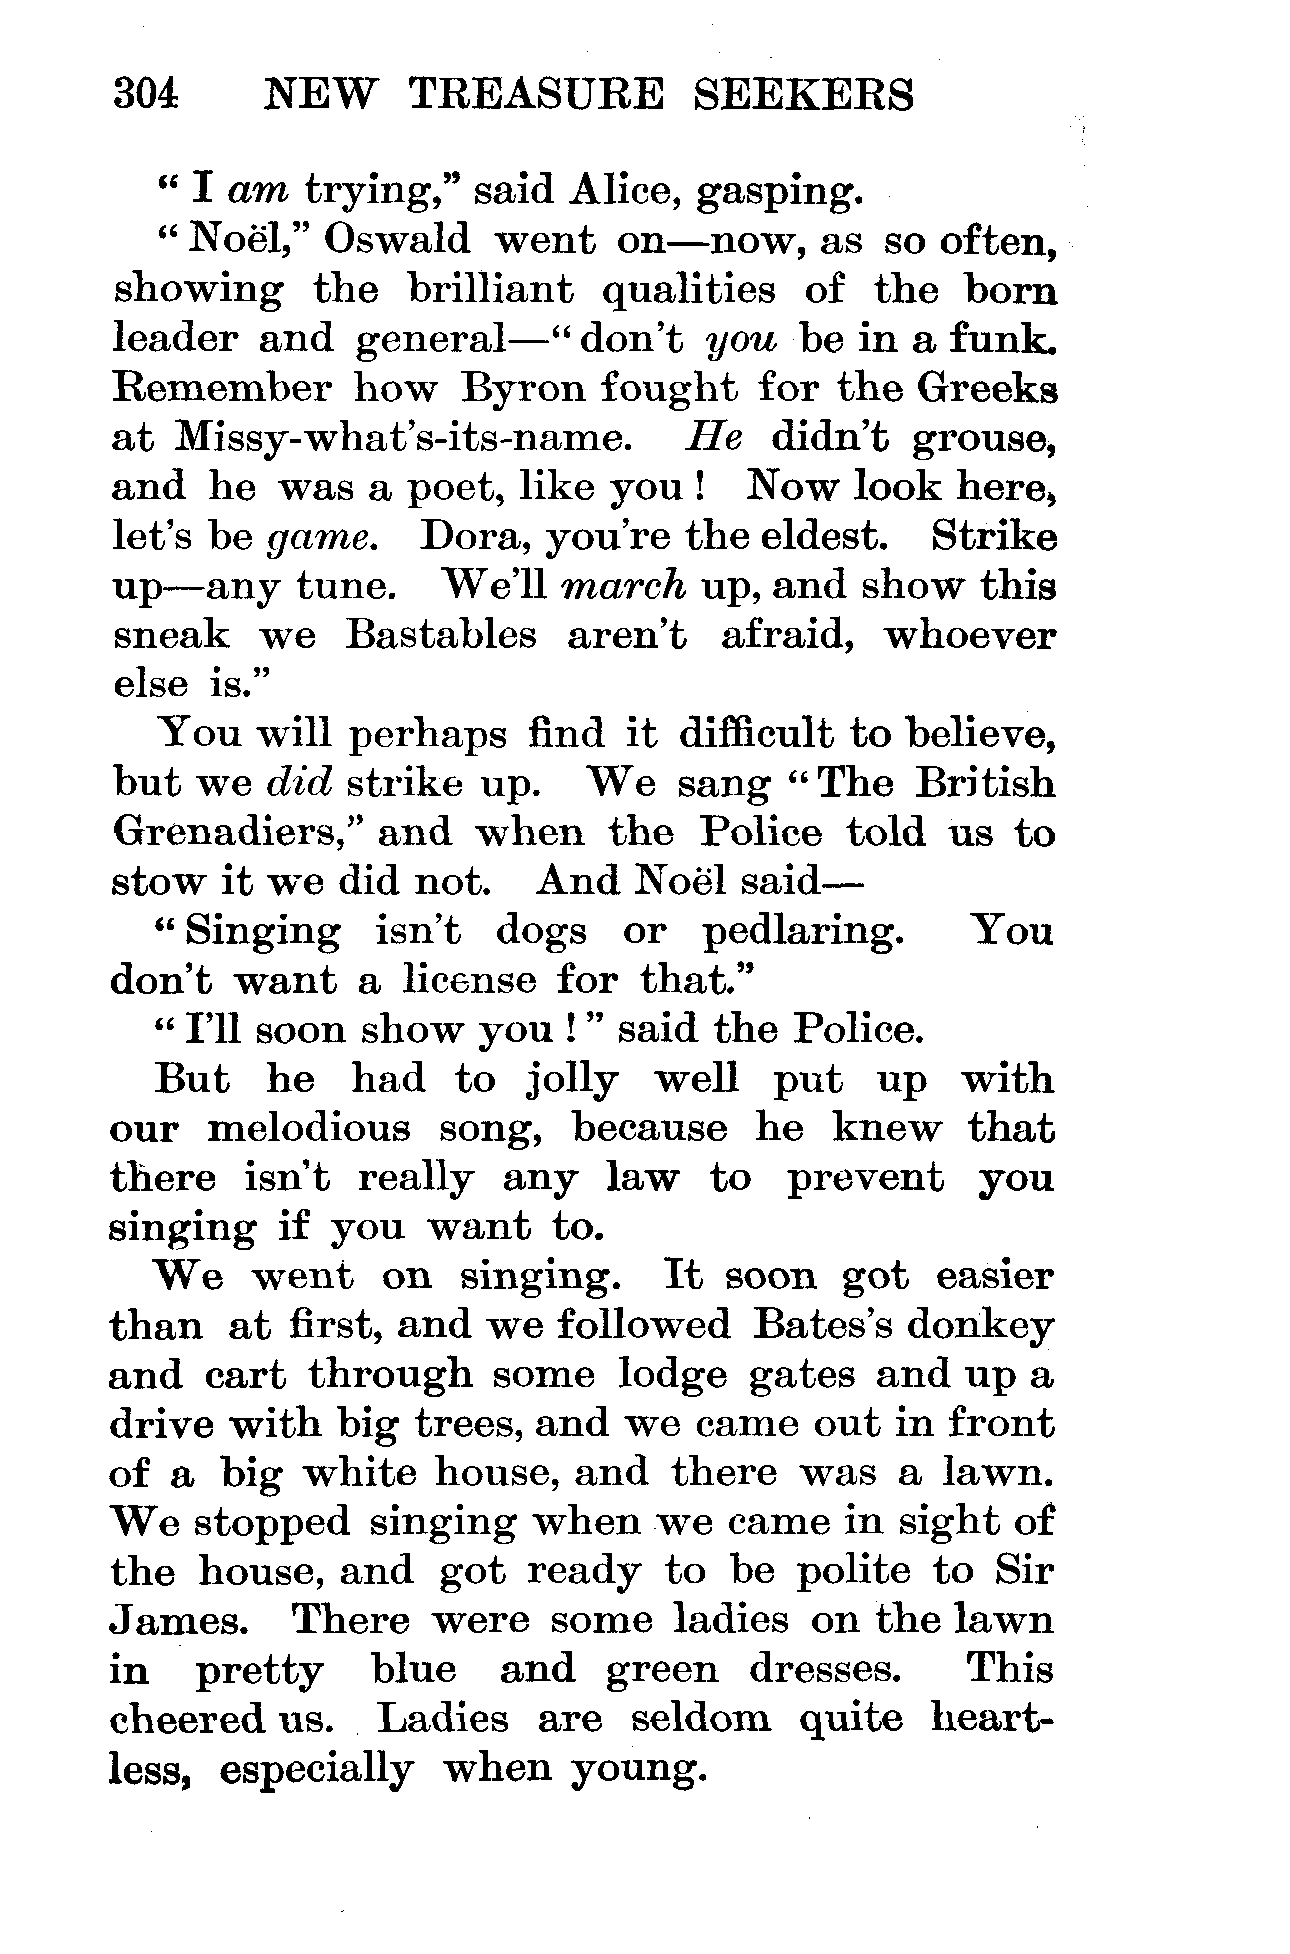 304 NEW TREASURE SEEKERS
“ I am trying,” said Alice, gasping.
“ Noël,” Oswald went on—now, as so often,
showing the brilliant qualities of the born
leader and general—“ don't you be in a funk.
Remember how Byron fought for the Greeks
at Missy-what's-its-name. He didn't grouse,
and he was a poet, like you ! Now look here,
let's be game. Dora, you're the eldest. Strike
up—any tune. We'll march up, and show this
sneak we Bastables aren't afraid, whoever
else is.”
You will perhaps find it difficult to believe,
but we did strike up. We sang “ The British
Grenadiers,” and when the Police told us to
stow it we did not. And Noël said—
“ Singing isn't dogs or pedlaring. You
don't want a license for that.”
“ I'll soon show you ! ” said the Police.
But he had to jolly well put up with
our melodious song, because he knew that
there isn't really any law to prevent you
singing if you want to.
We went on singing. It soon got easier
than at first, and we followed Bates's donkey
and cart through some lodge gates and up a
drive with big trees, and we came out in front
of a big white house, and there was a lawn.
We stopped singing when we came in sight of
the house, and got ready to be polite to Sir
James. There were some ladies on the lawn
in pretty blue and green dresses. This
cheered us. Ladies are seldom quite heart-
less, especially when young.